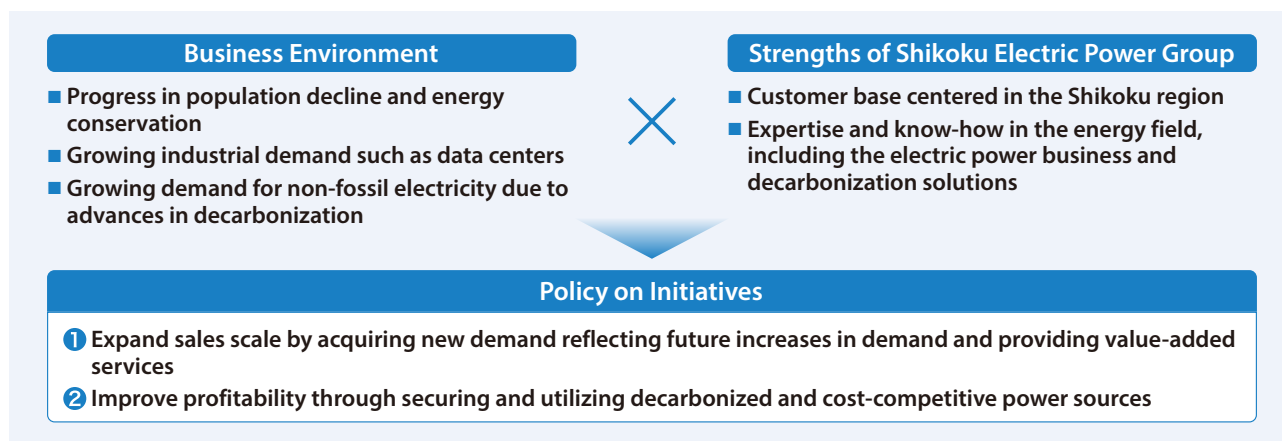 Business Environment
■ Progress in population decline and energy
conservation
■ Growing industrial demand such as data centers
■ Growing demand for non-fossil electricity due to
advances in decarbonization
Strengths of Shikoku Electric Power Group
■ Customer base centered in the Shikoku region
■ Expertise and know-how in the energy field,
including the electric power business and
decarbonization solutions
Policy on Initiatives
❶ Expand sales scale by acquiring new demand reflecting future increases in demand and providing value-added
services
❷ Improve profitability through securing and utilizing decarbonized and cost-competitive power sources